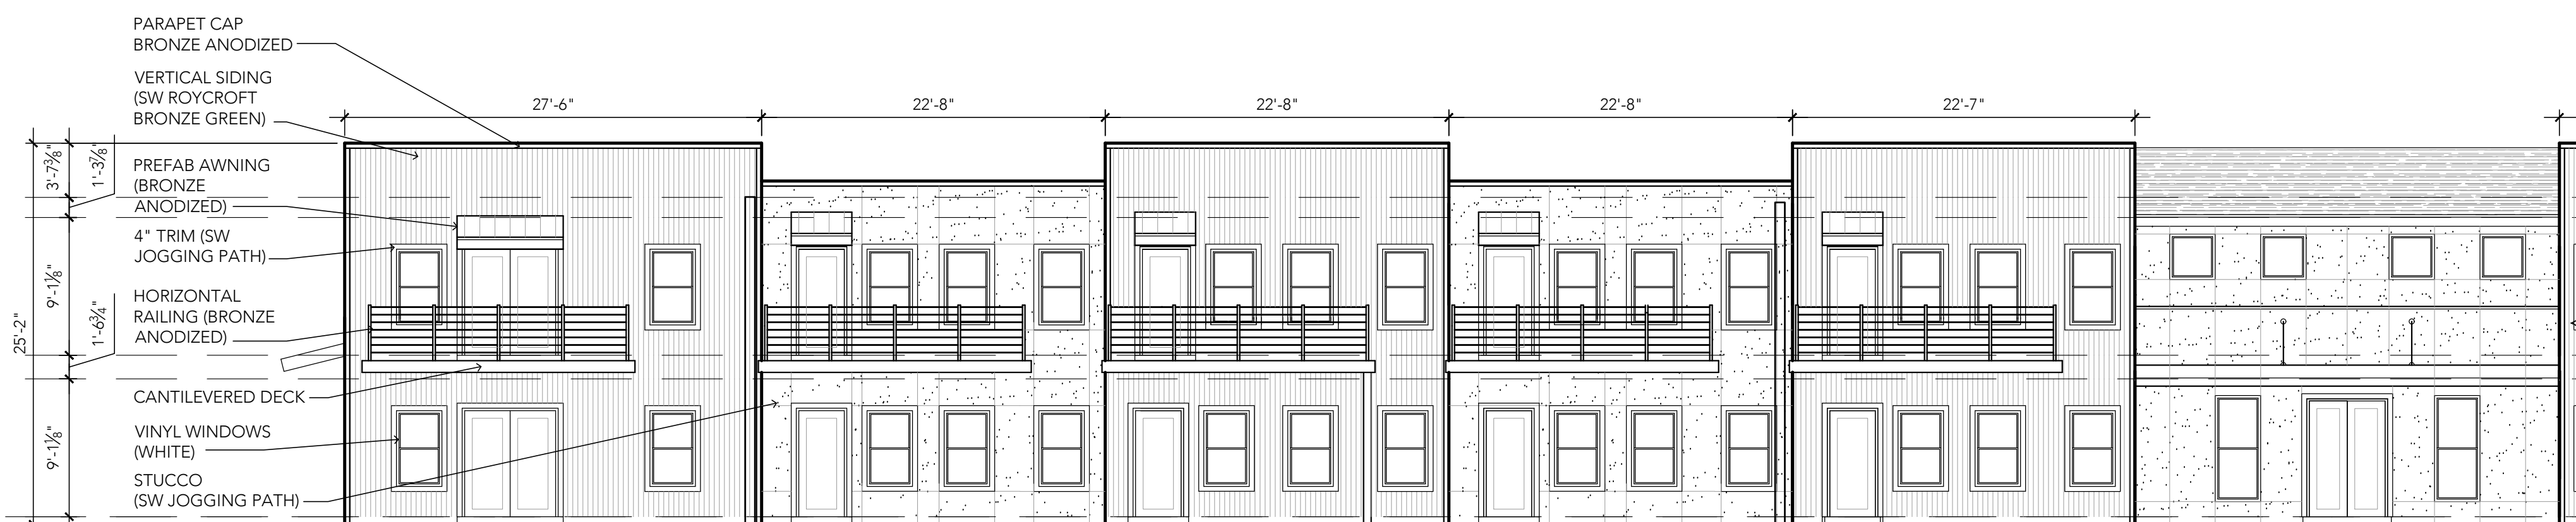 PARAPET CAP
BRONZE ANODIZED
VERTICAL SIDING
(SW ROYCROFT
BRONZE GREEN)
PREFAB AWNING
(BRONZE
ANODIZED)
4" TRIM (SW
JOGGING PATH)
HORIZONTAL
RAILING (BRONZE
ANODIZED)
CANTILEVERED DECK
VINYL WINDOWS
(WHITE)
STUCCO
(SW JOGGING PATH)
27'-6"
22'-8"
22'-8"
22'-8"
22'-7"
25'-2"
3'-7⅜"
1'-3⅞"
9'-1⅛"
1'-6¾"
9'-1⅛"